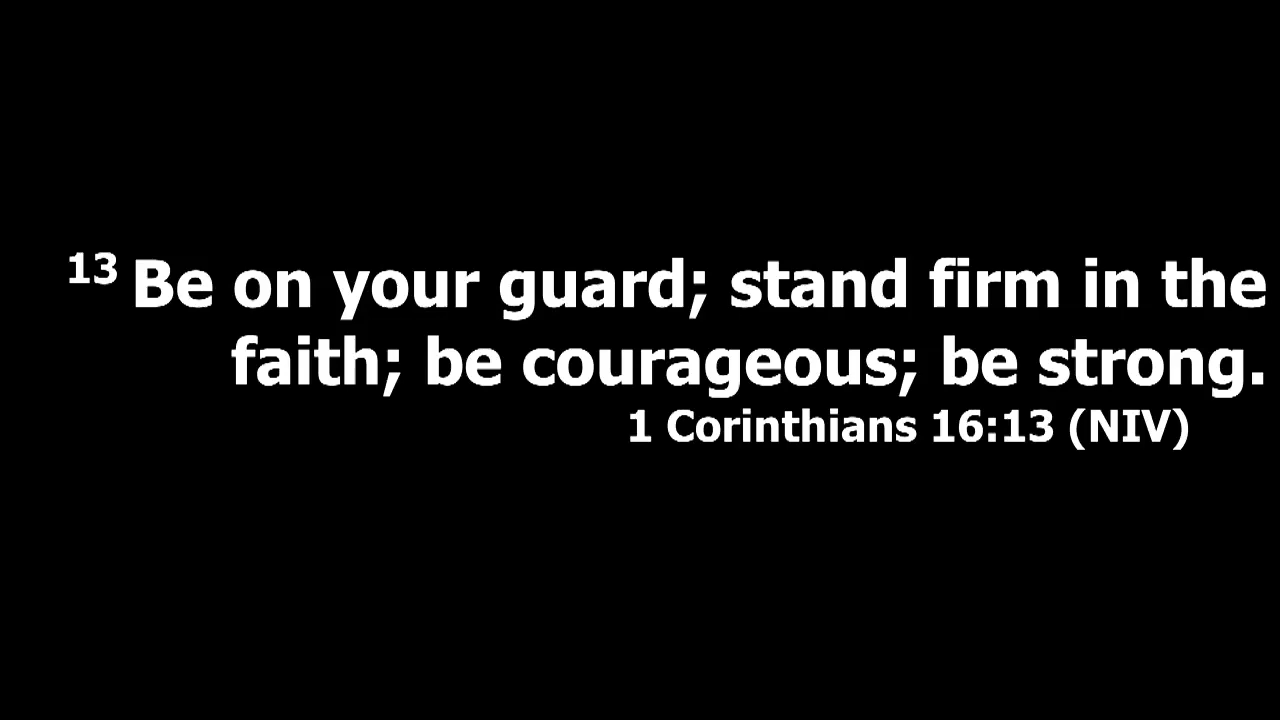 13 Be on your guard; stand firm in the
faith; be courageous; be strong.
1 Corinthians 16:13 (NIV)